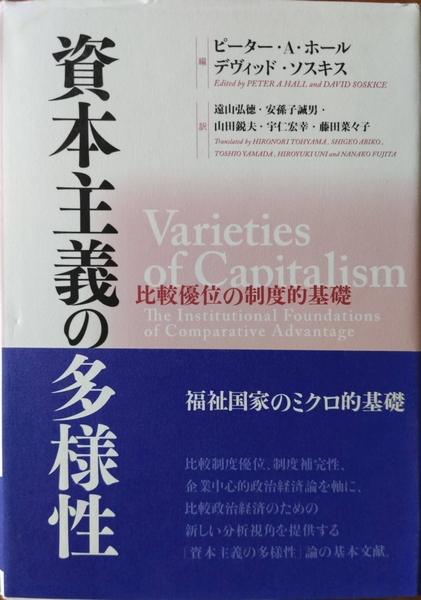 資本主義の多様性
編
ピーター・A・ホール
デヴィッド・ソスキス
Edited by PETER A.HALL and DAVID SOSKICE
訳
遠山弘徳・安孫子誠男・
山田鋭夫・宇仁宏幸・藤田菜々子
Translated by HIRONORI TOHYAMA, SHIGEO ABIKO,
TOSHIO YAMADA, HIROYUKI UNI and NANAKO FUJITA
Varieties
of Capitalism
比較優位の制度的基礎
The Institutional Foundations
of Comparative Advantage
福祉国家のミクロ的基礎
比較制度優位、制度補完性、
企業中心的政治経済論を軸に、
比較政治経済のための
新しい分析視角を提供する
「資本主義の多様性」論の基本文献。